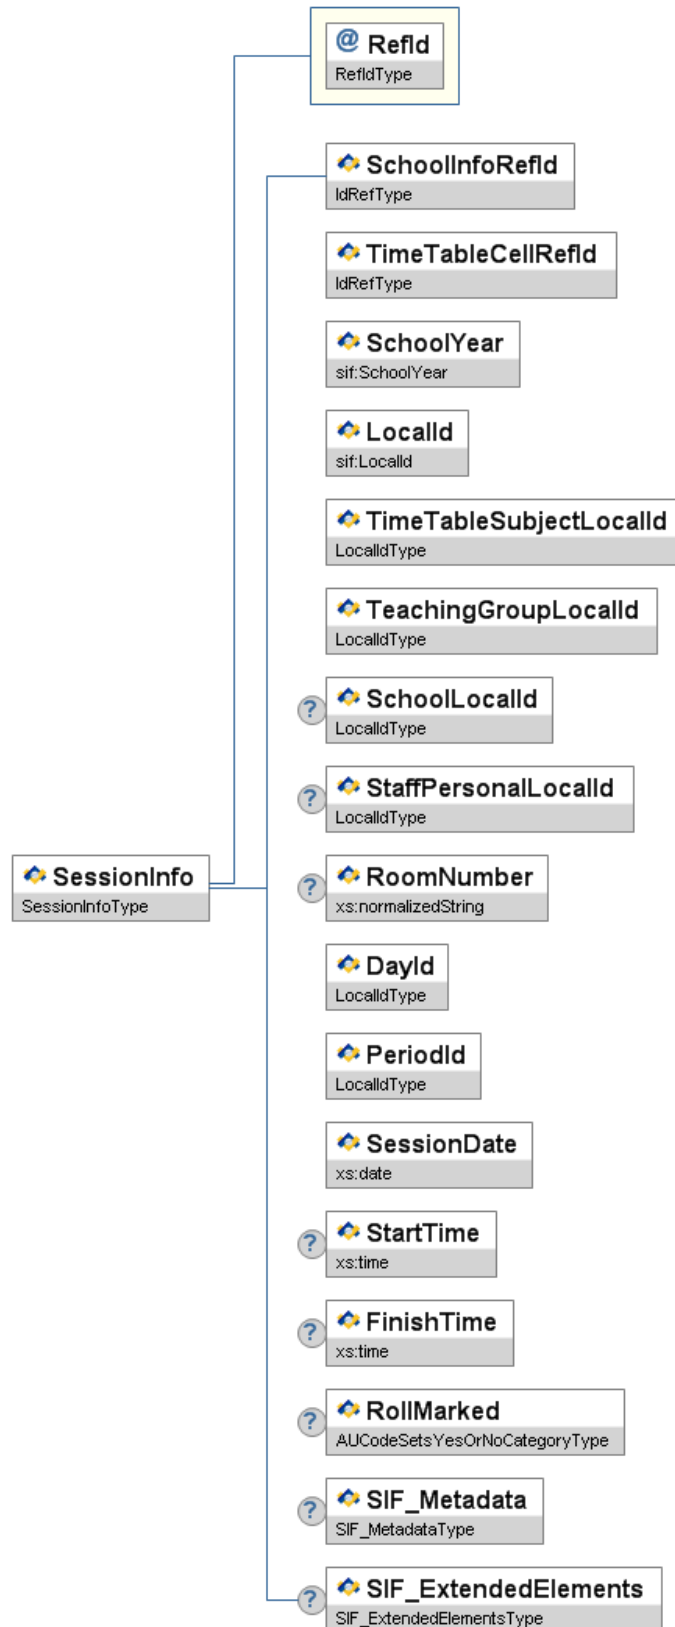 @ RefId
RefIdType
SchoolInfoRefId
IdRefType
TimeTableCellRefId
IdRefType
SchoolYear
sif:SchoolYear
LocalId
sif:LocalId
TimeTableSubjectLocalId
LocalIdType
TeachingGroupLocalId
LocalIdType
? SchoolLocalId
LocalIdType
? StaffPersonalLocalId
LocalIdType
SessionInfo
SessionInfoType
? RoomNumber
xs:normalizedString
DayId
LocalIdType
PeriodId
LocalIdType
SessionDate
xs:date
? StartTime
xs:time
? FinishTime
xs:time
? RollMarked
AUCodeSetsYesOrNoCategoryType
? SIF_Metadata
SIF_MetadataType
? SIF_ExtendedElements
SIF_ExtendedElementsType